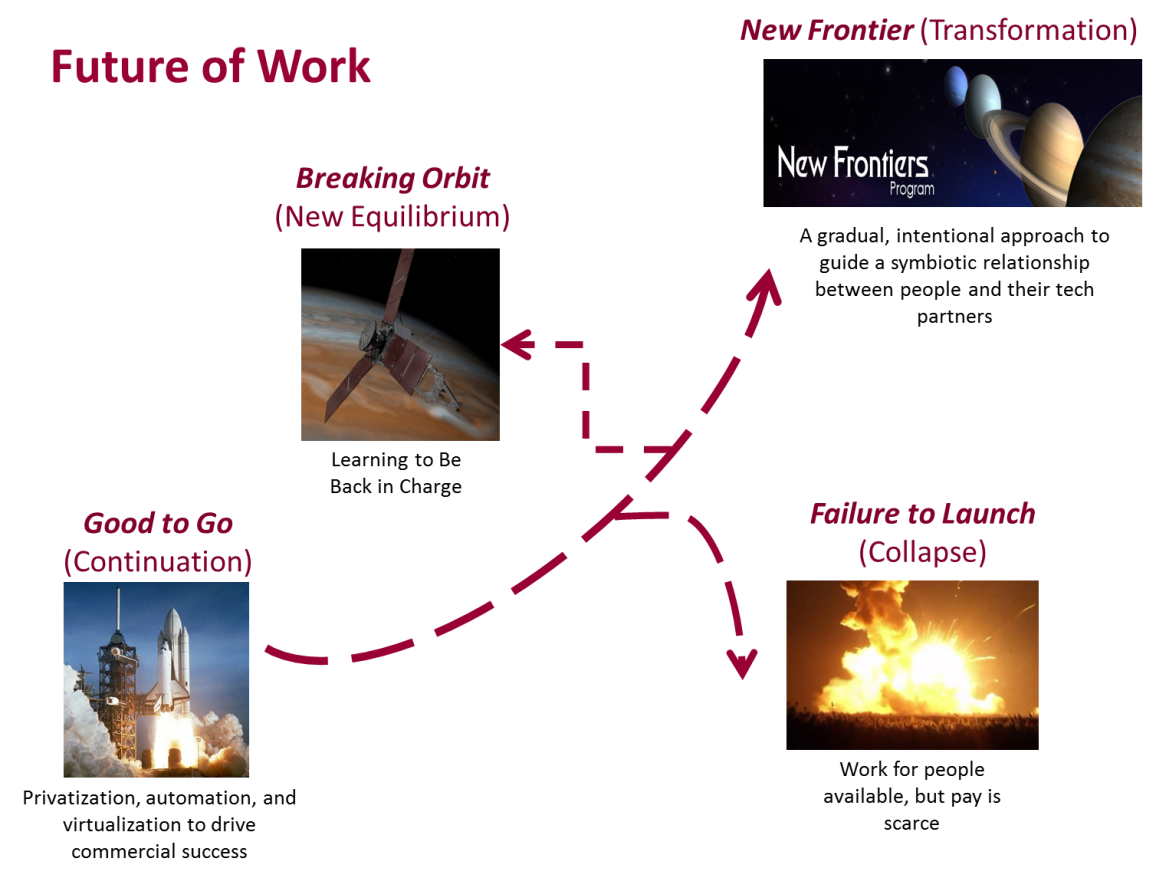 Future of Work
New Frontier (Transformation)
New Frontiers
Program
A gradual, intentional approach to
guide a symbiotic relationship
between people and their tech
partners
Breaking Orbit
(New Equilibrium)
Learning to Be
Back in Charge
Good to Go
(Continuation)
Privatization, automation, and
virtualization to drive
commercial success
Failure to Launch
(Collapse)
Work for people
available, but pay is
scarce